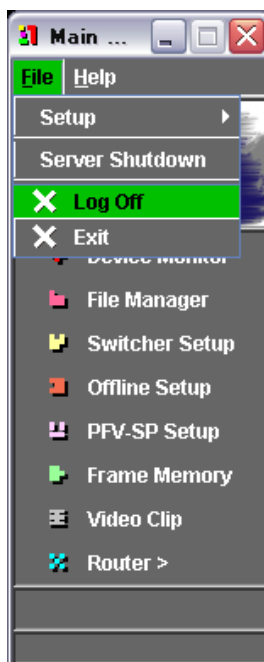 Main ...
File Help
Setup
Server Shutdown
Log Off
Exit
Device Monitor
File Manager
Switcher Setup
Offline Setup
PFV-SP Setup
Frame Memory
Video Clip
Router >